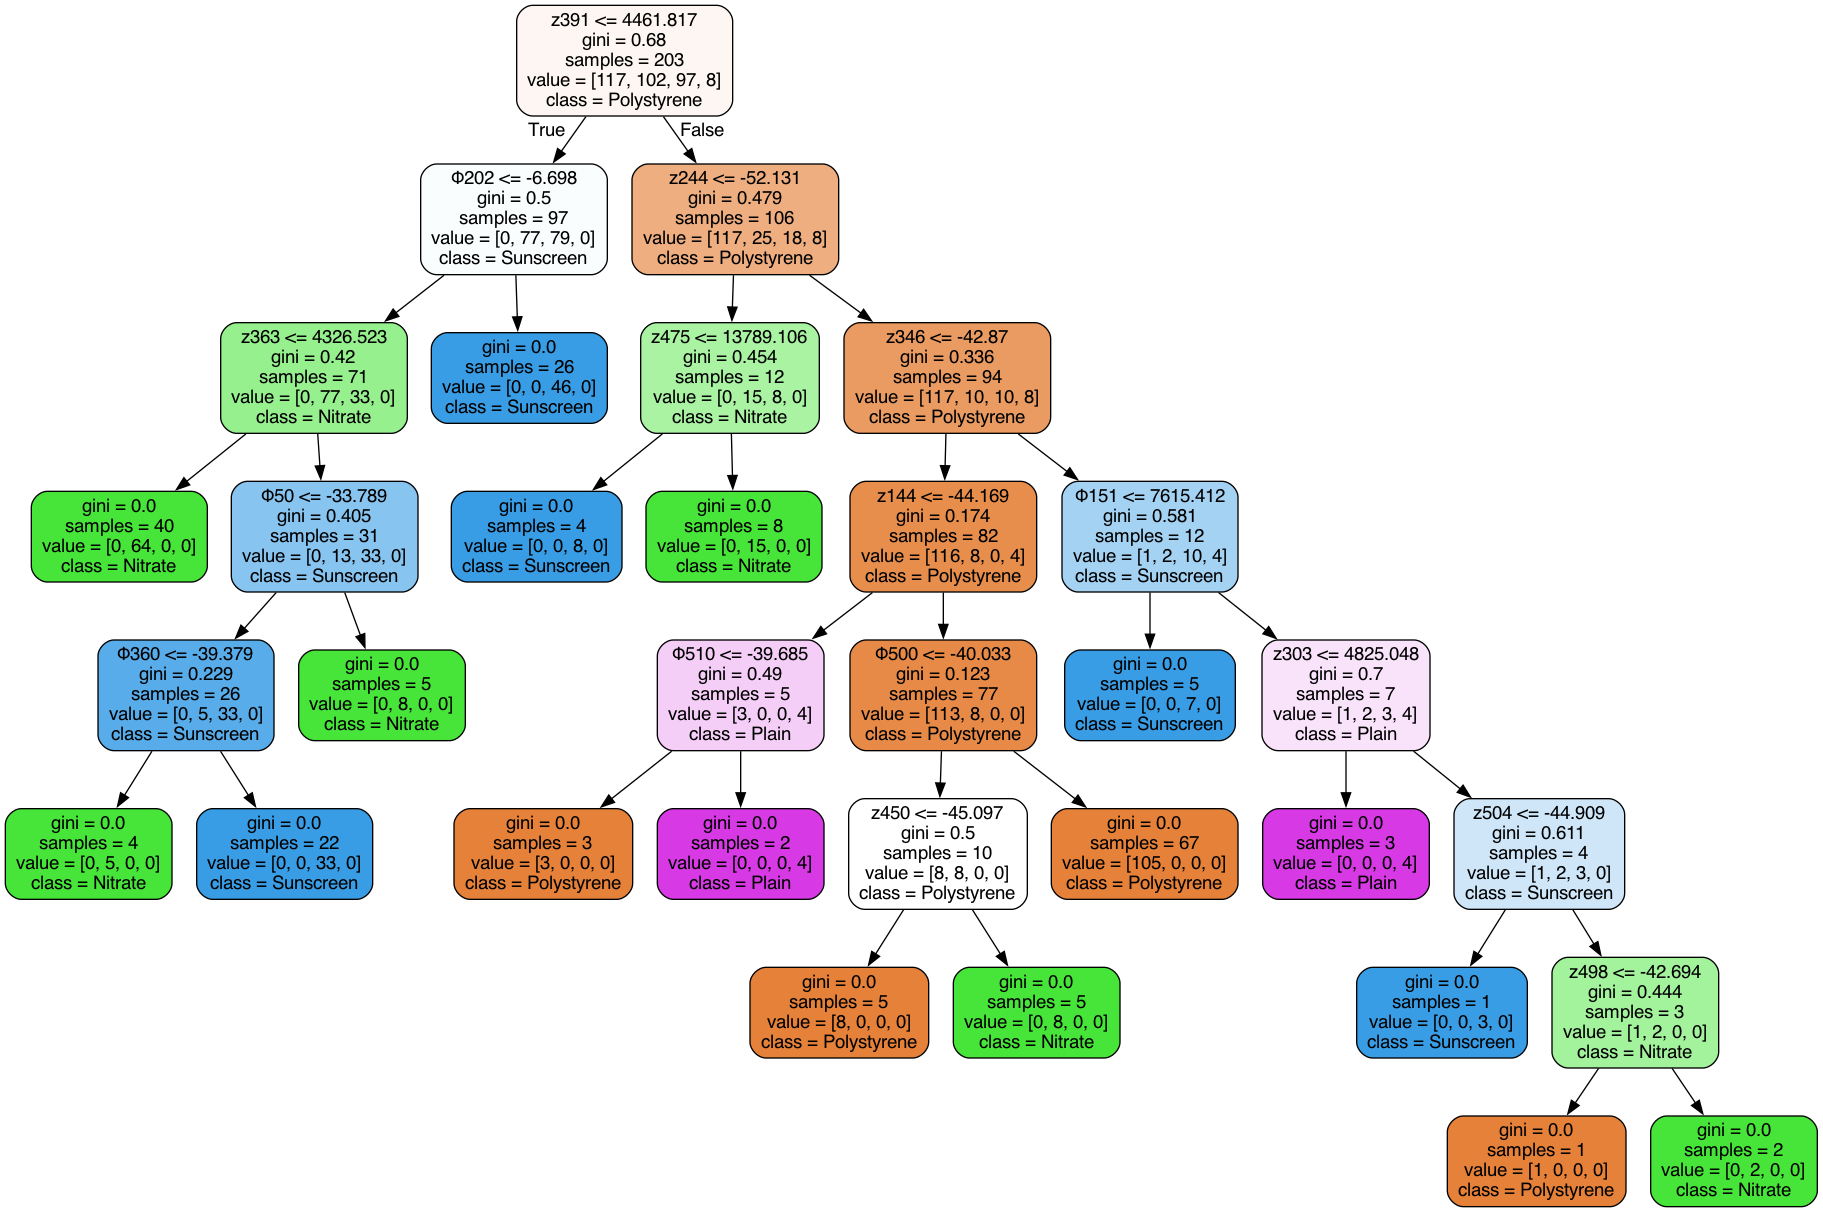 z391 <= 4461.817
gini = 0.68
samples = 203
value = [117, 102, 97, 8]
class = Polystyrene
True
False
Φ202 <= -6.698
gini = 0.5
samples = 97
value = [0, 77, 79, 0]
class = Sunscreen
z244 <= -52.131
gini = 0.479
samples = 106
value = [117, 25, 18, 8]
class = Polystyrene
z363 <= 4326.523
gini = 0.42
samples = 71
value = [0, 77, 33, 0]
class = Nitrate
gini = 0.0
samples = 26
value = [0, 0, 46, 0]
class = Sunscreen
z475 <= 13789.106
gini = 0.454
samples = 12
value = [0, 15, 8, 0]
class = Nitrate
z346 <= -42.87
gini = 0.336
samples = 94
value = [117, 10, 10, 8]
class = Polystyrene
gini = 0.0
samples = 40
value = [0, 64, 0, 0]
class = Nitrate
Φ50 <= -33.789
gini = 0.405
samples = 31
value = [0, 13, 33, 0]
class = Sunscreen
gini = 0.0
samples = 4
value = [0, 0, 8, 0]
class = Sunscreen
gini = 0.0
samples = 8
value = [0, 15, 0, 0]
class = Nitrate
z144 <= -44.169
gini = 0.174
samples = 82
value = [116, 8, 0, 4]
class = Polystyrene
Φ151 <= 7615.412
gini = 0.581
samples = 12
value = [1, 2, 10, 4]
class = Sunscreen
Φ360 <= -39.379
gini = 0.229
samples = 26
value = [0, 5, 33, 0]
class = Sunscreen
gini = 0.0
samples = 5
value = [0, 8, 0, 0]
class = Nitrate
Φ510 <= -39.685
gini = 0.49
samples = 5
value = [3, 0, 0, 4]
class = Plain
Φ500 <= -40.033
gini = 0.123
samples = 77
value = [113, 8, 0, 0]
class = Polystyrene
gini = 0.0
samples = 5
value = [0, 0, 7, 0]
class = Sunscreen
z303 <= 4825.048
gini = 0.7
samples = 7
value = [1, 2, 3, 4]
class = Plain
gini = 0.0
samples = 4
value = [0, 5, 0, 0]
class = Nitrate
gini = 0.0
samples = 22
value = [0, 0, 33, 0]
class = Sunscreen
gini = 0.0
samples = 3
value = [3, 0, 0, 0]
class = Polystyrene
gini = 0.0
samples = 2
value = [0, 0, 0, 4]
class = Plain
z450 <= -45.097
gini = 0.5
samples = 10
value = [8, 8, 0, 0]
class = Polystyrene
gini = 0.0
samples = 67
value = [105, 0, 0, 0]
class = Polystyrene
gini = 0.0
samples = 3
value = [0, 0, 0, 4]
class = Plain
z504 <= -44.909
gini = 0.611
samples = 4
value = [1, 2, 3, 0]
class = Sunscreen
gini = 0.0
samples = 5
value = [8, 0, 0, 0]
class = Polystyrene
gini = 0.0
samples = 5
value = [0, 8, 0, 0]
class = Nitrate
gini = 0.0
samples = 1
value = [0, 0, 3, 0]
class = Sunscreen
z498 <= -42.694
gini = 0.444
samples = 3
value = [1, 2, 0, 0]
class = Nitrate
gini = 0.0
samples = 1
value = [1, 0, 0, 0]
class = Polystyrene
gini = 0.0
samples = 2
value = [0, 2, 0, 0]
class = Nitrate